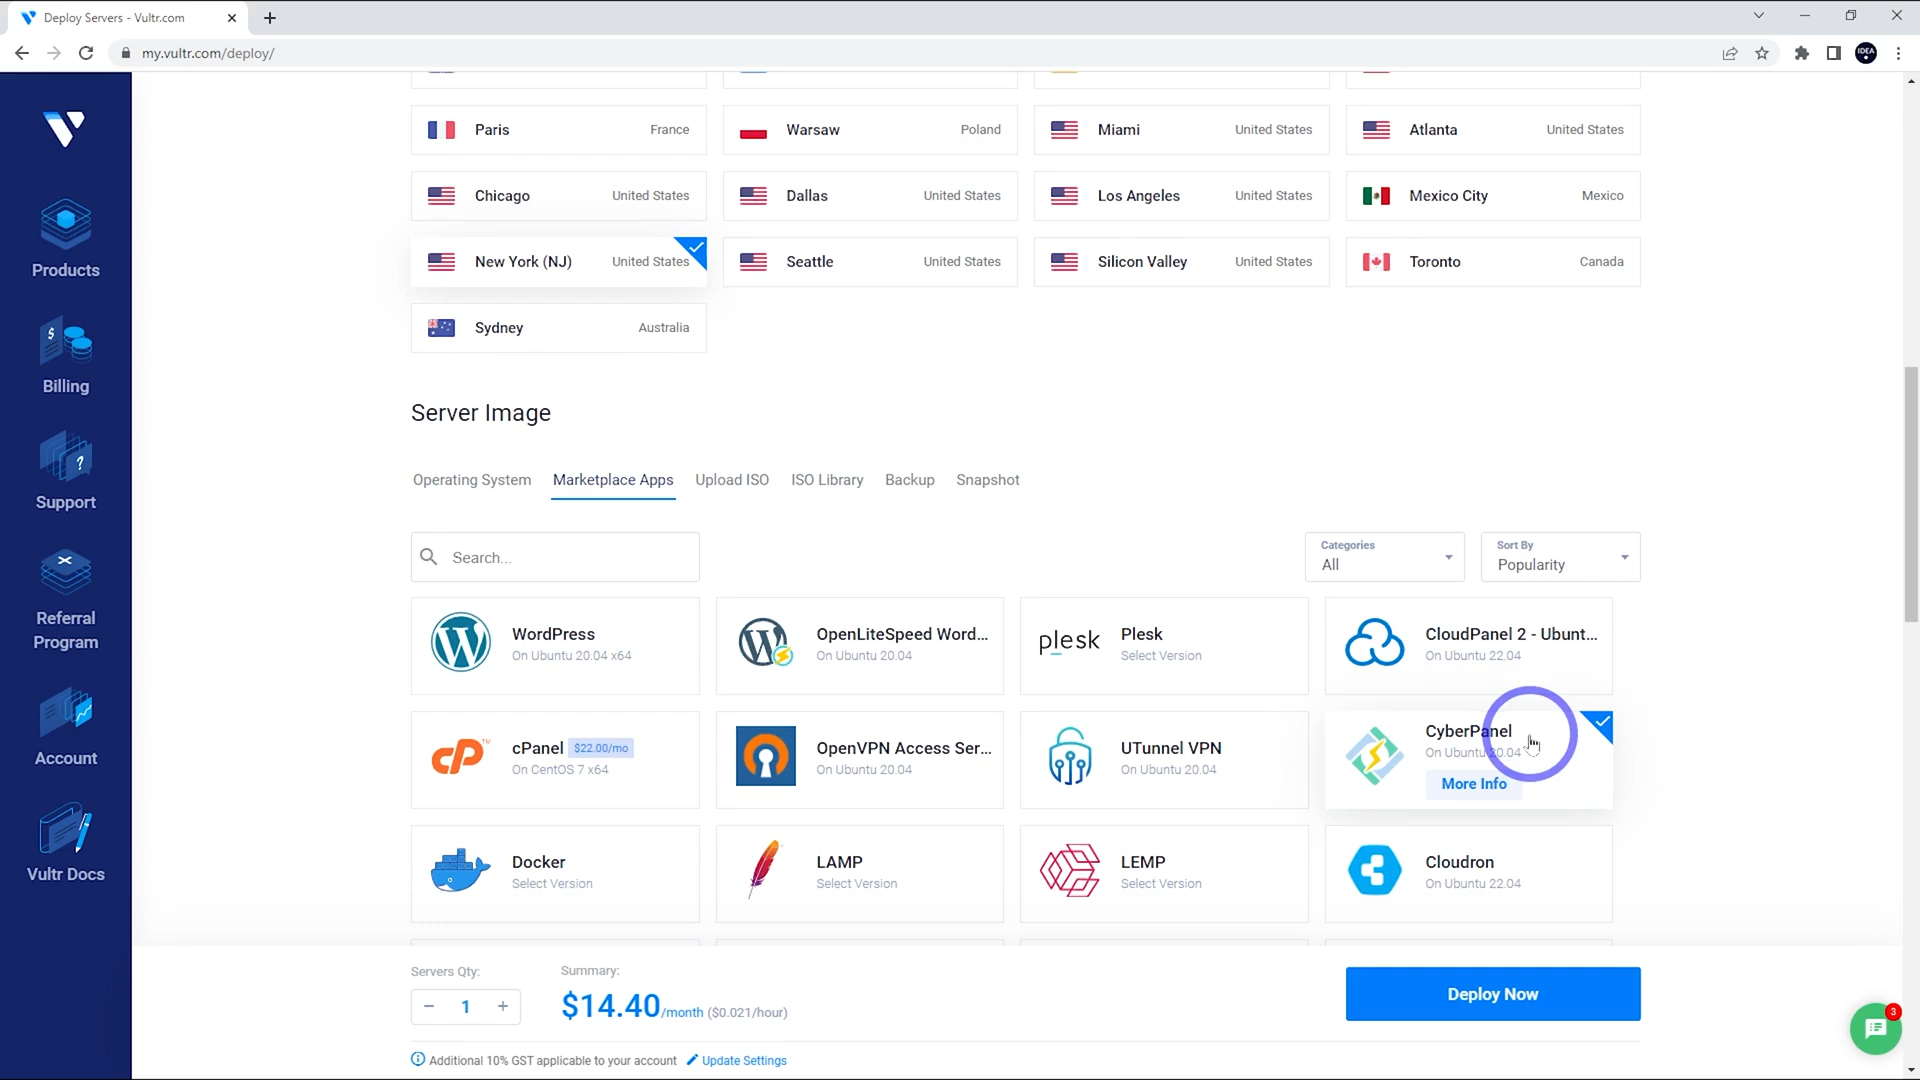 Deploy Servers - Vultr.com
my.vultr.com/deploy/
IDEA
Products
Billing
Support
Referral
Program
Account
Vultr Docs
Paris France
Warsaw Poland
Miami United States
Atlanta United States
Chicago United States
Dallas United States
Los Angeles United States
Mexico City Mexico
New York (NJ) United States
Seattle United States
Silicon Valley United States
Toronto Canada
Sydney Australia
Server Image
Operating System Marketplace Apps Upload ISO ISO Library Backup Snapshot
Search...
Categories
All
Sort By
Popularity
WordPress
On Ubuntu 20.04 x64
OpenLiteSpeed Word...
On Ubuntu 20.04
plesk
Plesk
Select Version
CloudPanel 2 - Ubunt...
On Ubuntu 22.04
cP™
cPanel $22.00/mo
On CentOS 7 x64
OpenVPN Access Ser...
On Ubuntu 20.04
UTunnel VPN
On Ubuntu 20.04
CyberPanel
On Ubuntu 20.04
More Info
Docker
Select Version
LAMP
Select Version
LEMP
Select Version
Cloudron
On Ubuntu 22.04
Servers Qty:
− 1 +
Summary:
$14.40/month ($0.021/hour)
Deploy Now
Additional 10% GST applicable to your account Update Settings
3